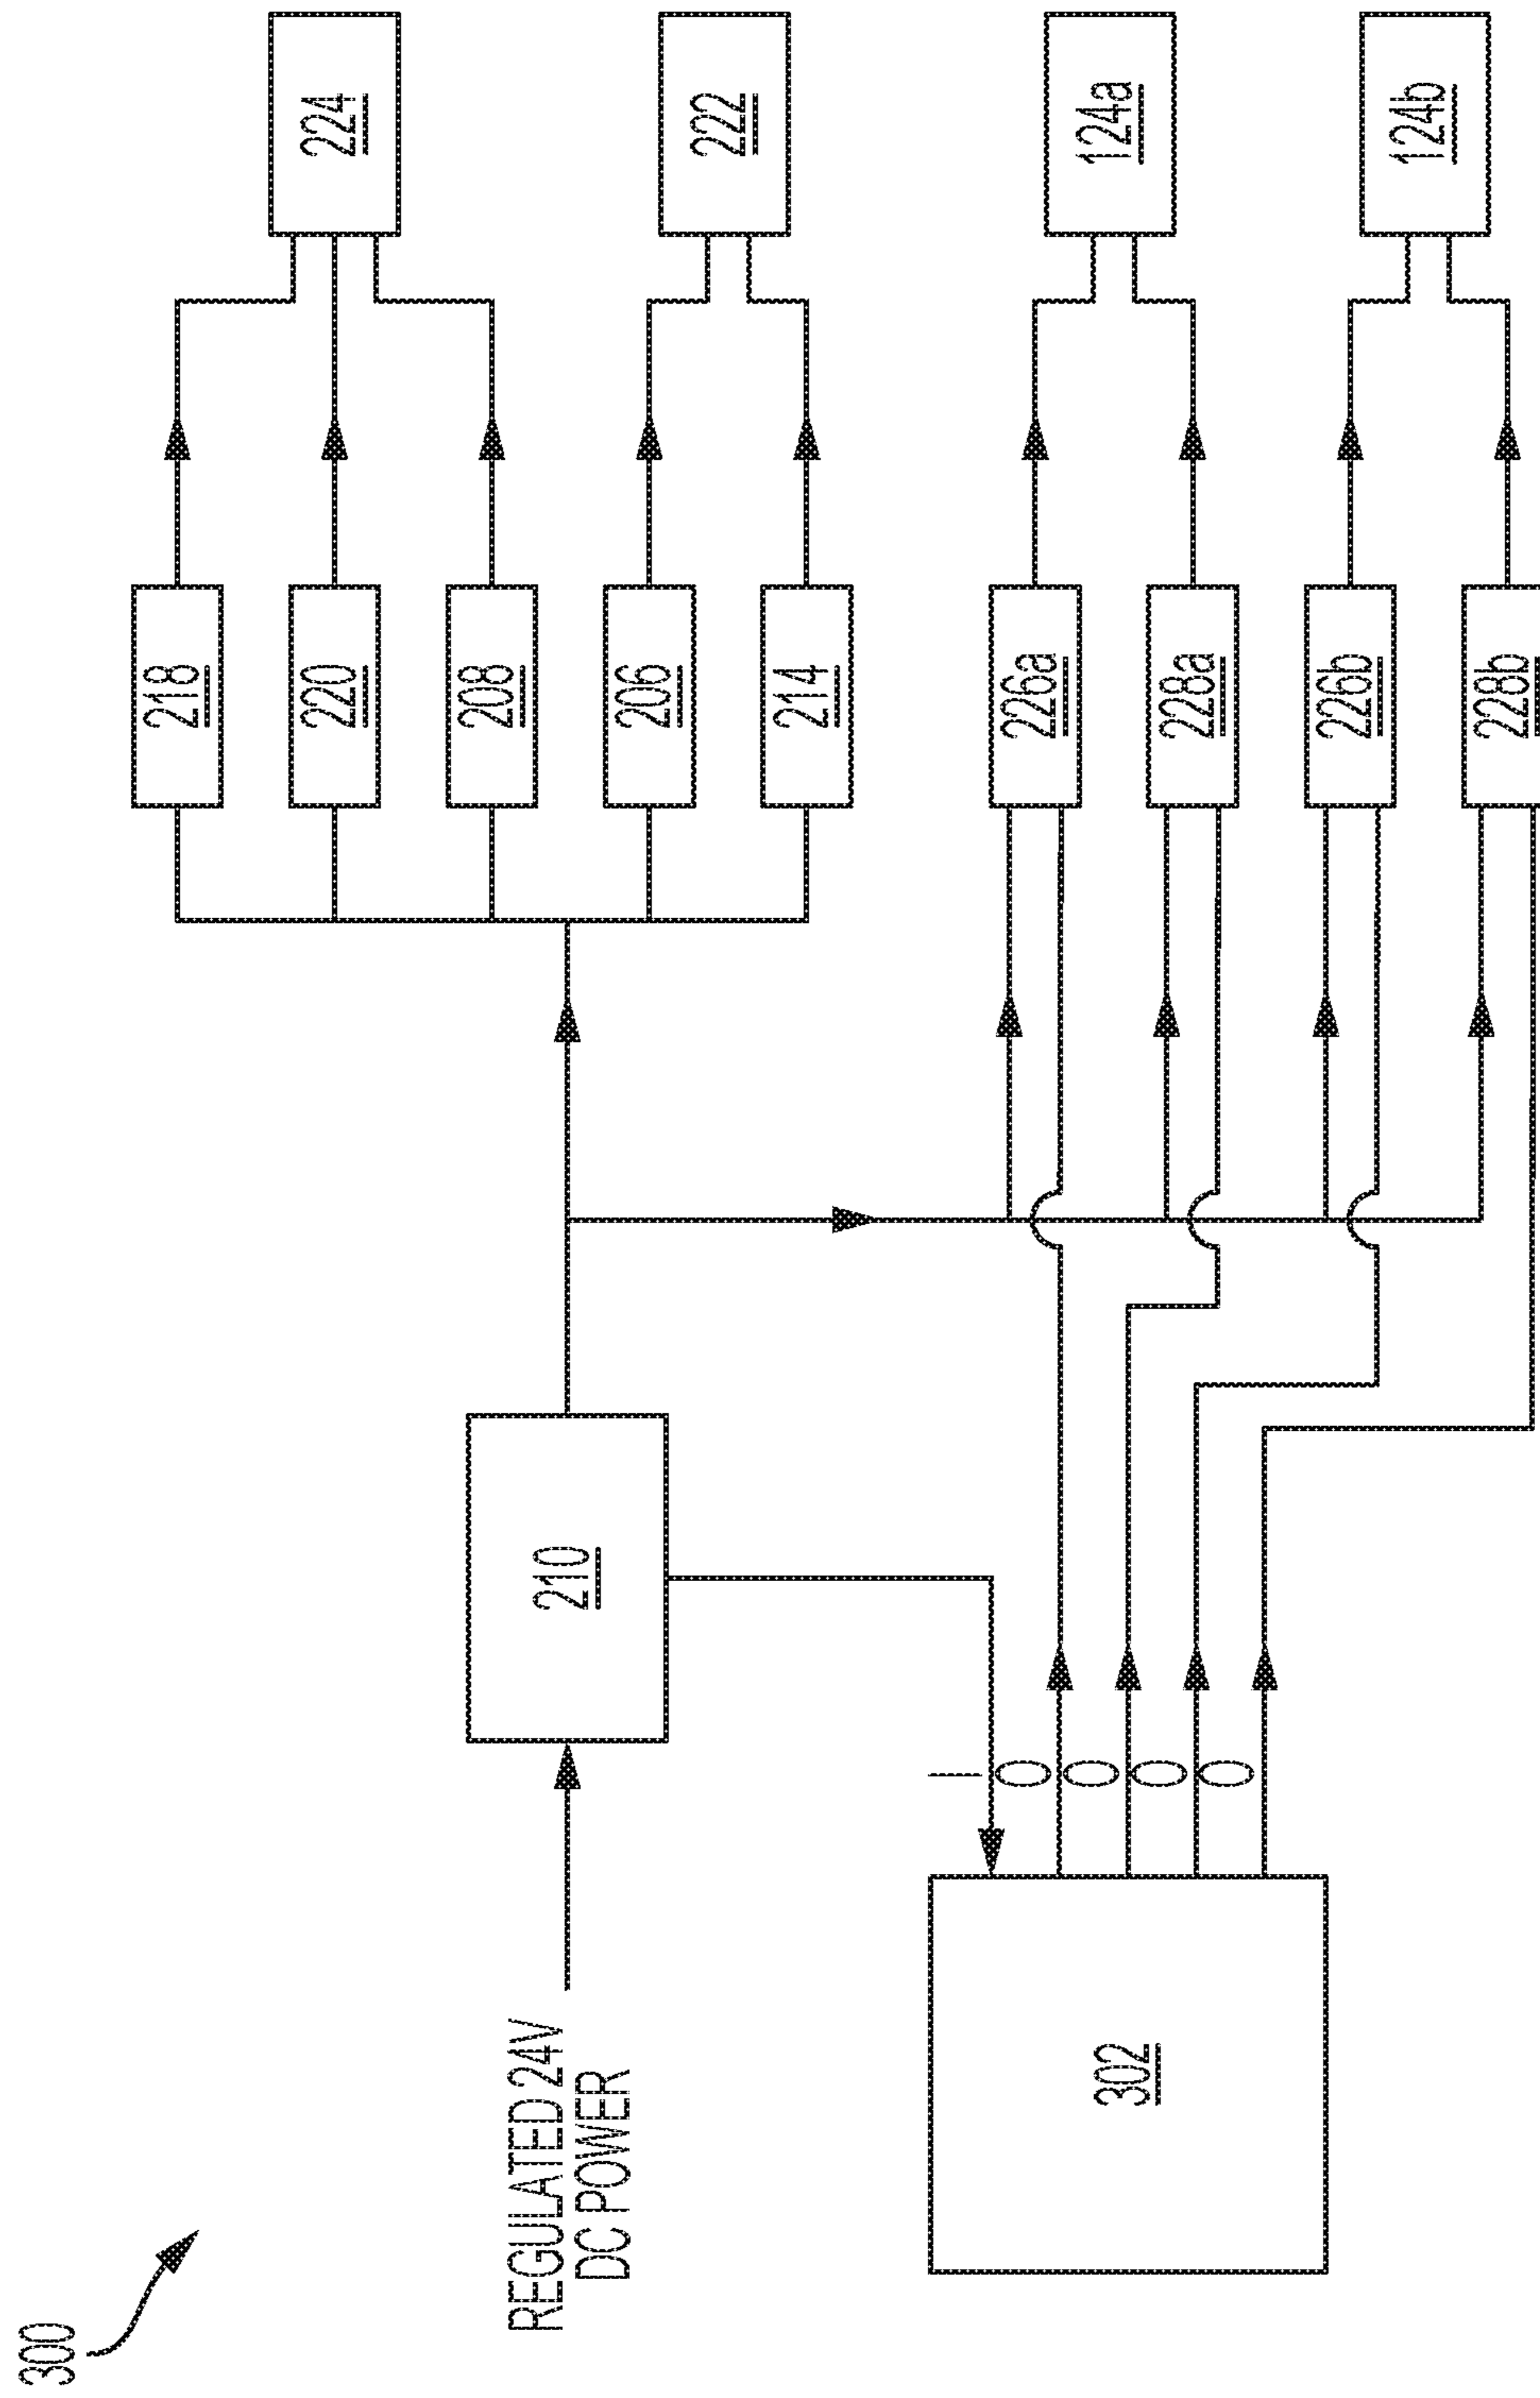 300
REGULATED 24V
DC POWER
210
302
I
O
O
O
O
218
220
208
206
214
226a
228a
226b
228b
224
222
124a
124b